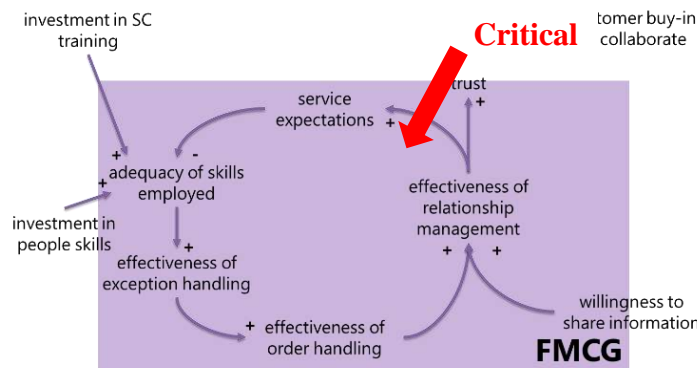 investment in SC
training
Critical
tomer buy-in
collaborate
trust
+
service
expectations
+
+
-
adequacy of skills
employed
+
effectiveness of
relationship
management
investment in
people skills
+
+
+
effectiveness of
exception handling
willingness to
share information
+
effectiveness of
order handling
FMCG